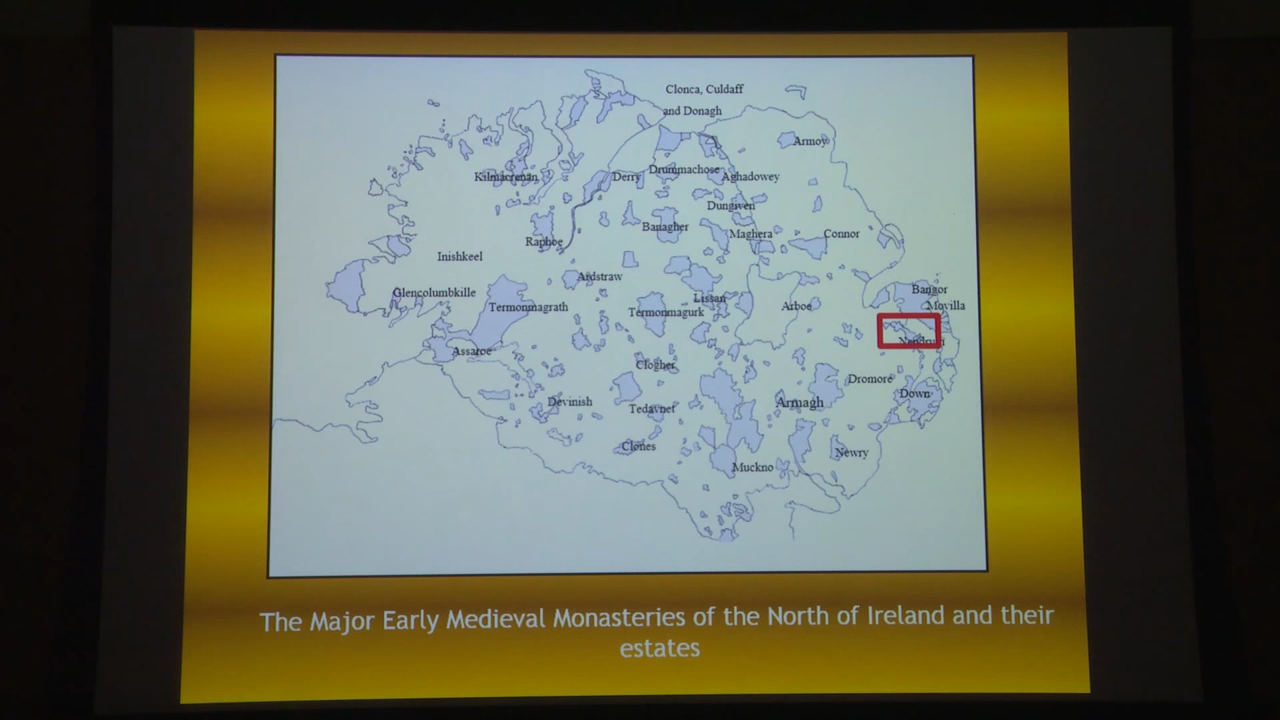 Clonca, Culdaff
and Donagh
Armoy
Kilmacrenan
Derry
Drummachose
Aghadowey
Dungiven
Banagher
Maghera
Connor
Raphoe
Inishkeel
Ardstraw
Glencolumbkille
Bangor
Movilla
Termonmagrath
Termonmagurk
Lissan
Arboe
Nendrum
Assaroe
Clogher
Dromore
Down
Devinish
Tedavnet
Armagh
Clones
Newry
Muckno
The Major Early Medieval Monasteries of the North of Ireland and their
estates